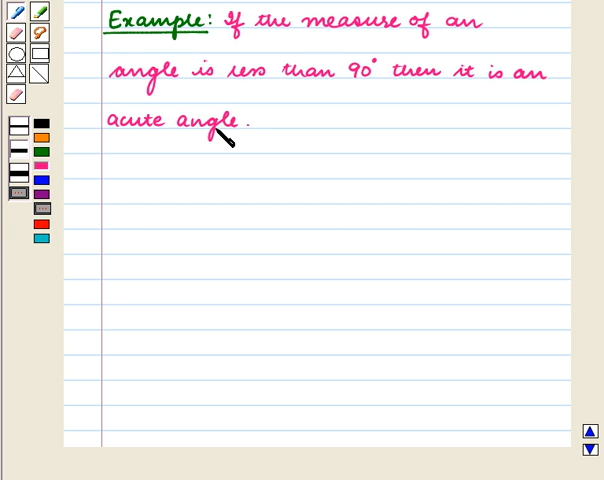 Example: If the measure of an
angle is less than 90° then it is an
acute angle.